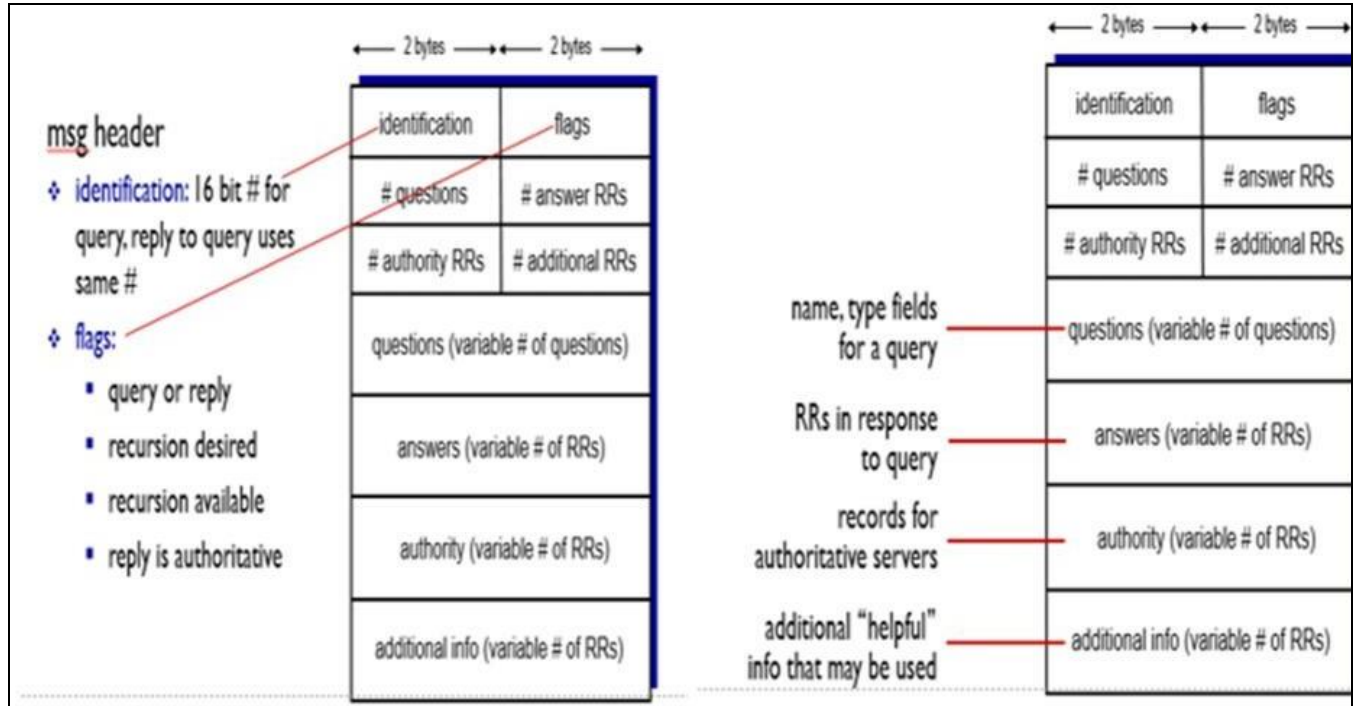 msg header
❖ identification: 16 bit # for
query, reply to query uses
same #
❖ flags:
▪ query or reply
▪ recursion desired
▪ recursion available
▪ reply is authoritative
2 bytes 2 bytes
identification flags
# questions # answer RRs
# authority RRs # additional RRs
questions (variable # of questions)
answers (variable # of RRs)
authority (variable # of RRs)
additional info (variable # of RRs)
name, type fields
for a query
RRs in response
to query
records for
authoritative servers
additional “helpful”
info that may be used
2 bytes 2 bytes
identification flags
# questions # answer RRs
# authority RRs # additional RRs
questions (variable # of questions)
answers (variable # of RRs)
authority (variable # of RRs)
additional info (variable # of RRs)